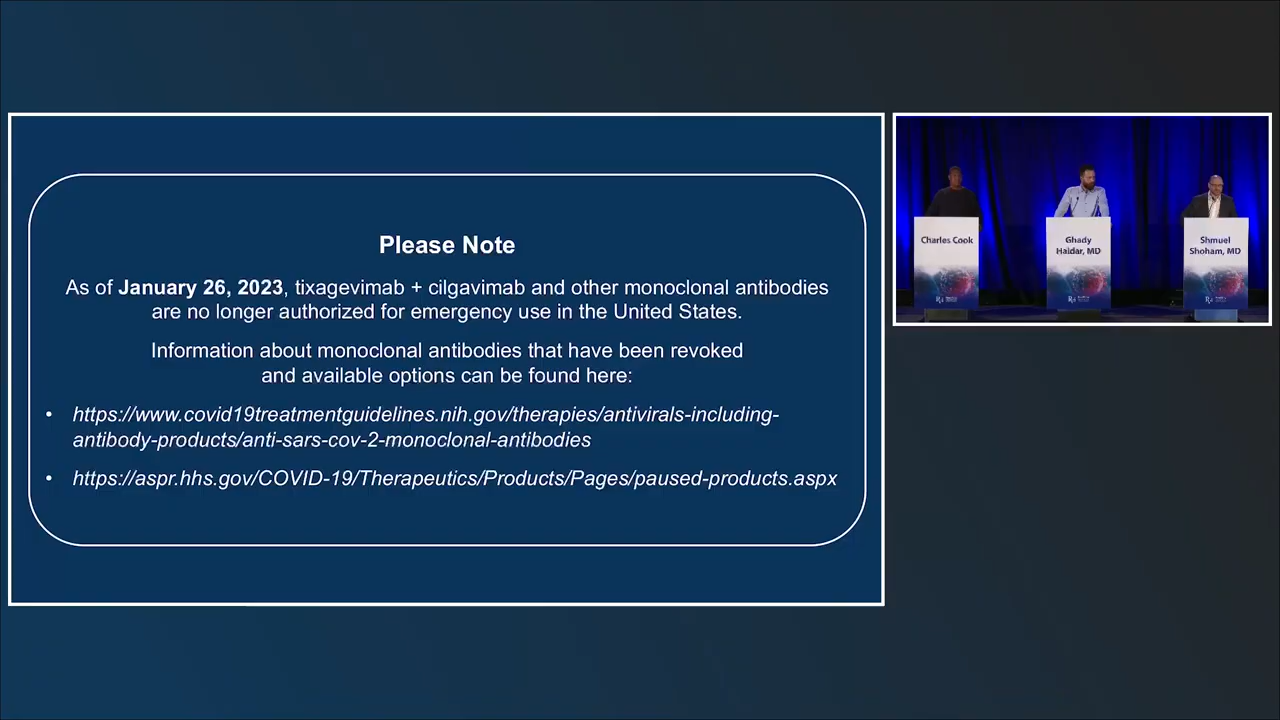 Please Note
As of January 26, 2023, tixagevimab + cilgavimab and other monoclonal antibodies
are no longer authorized for emergency use in the United States.
Information about monoclonal antibodies that have been revoked
and available options can be found here:
• https://www.covid19treatmentguidelines.nih.gov/therapies/antivirals-including-
antibody-products/anti-sars-cov-2-monoclonal-antibodies
• https://aspr.hhs.gov/COVID-19/Therapeutics/Products/Pages/paused-products.aspx
Charles Cook
Ghady
Haidar, MD
Shmuel
Shoham, MD